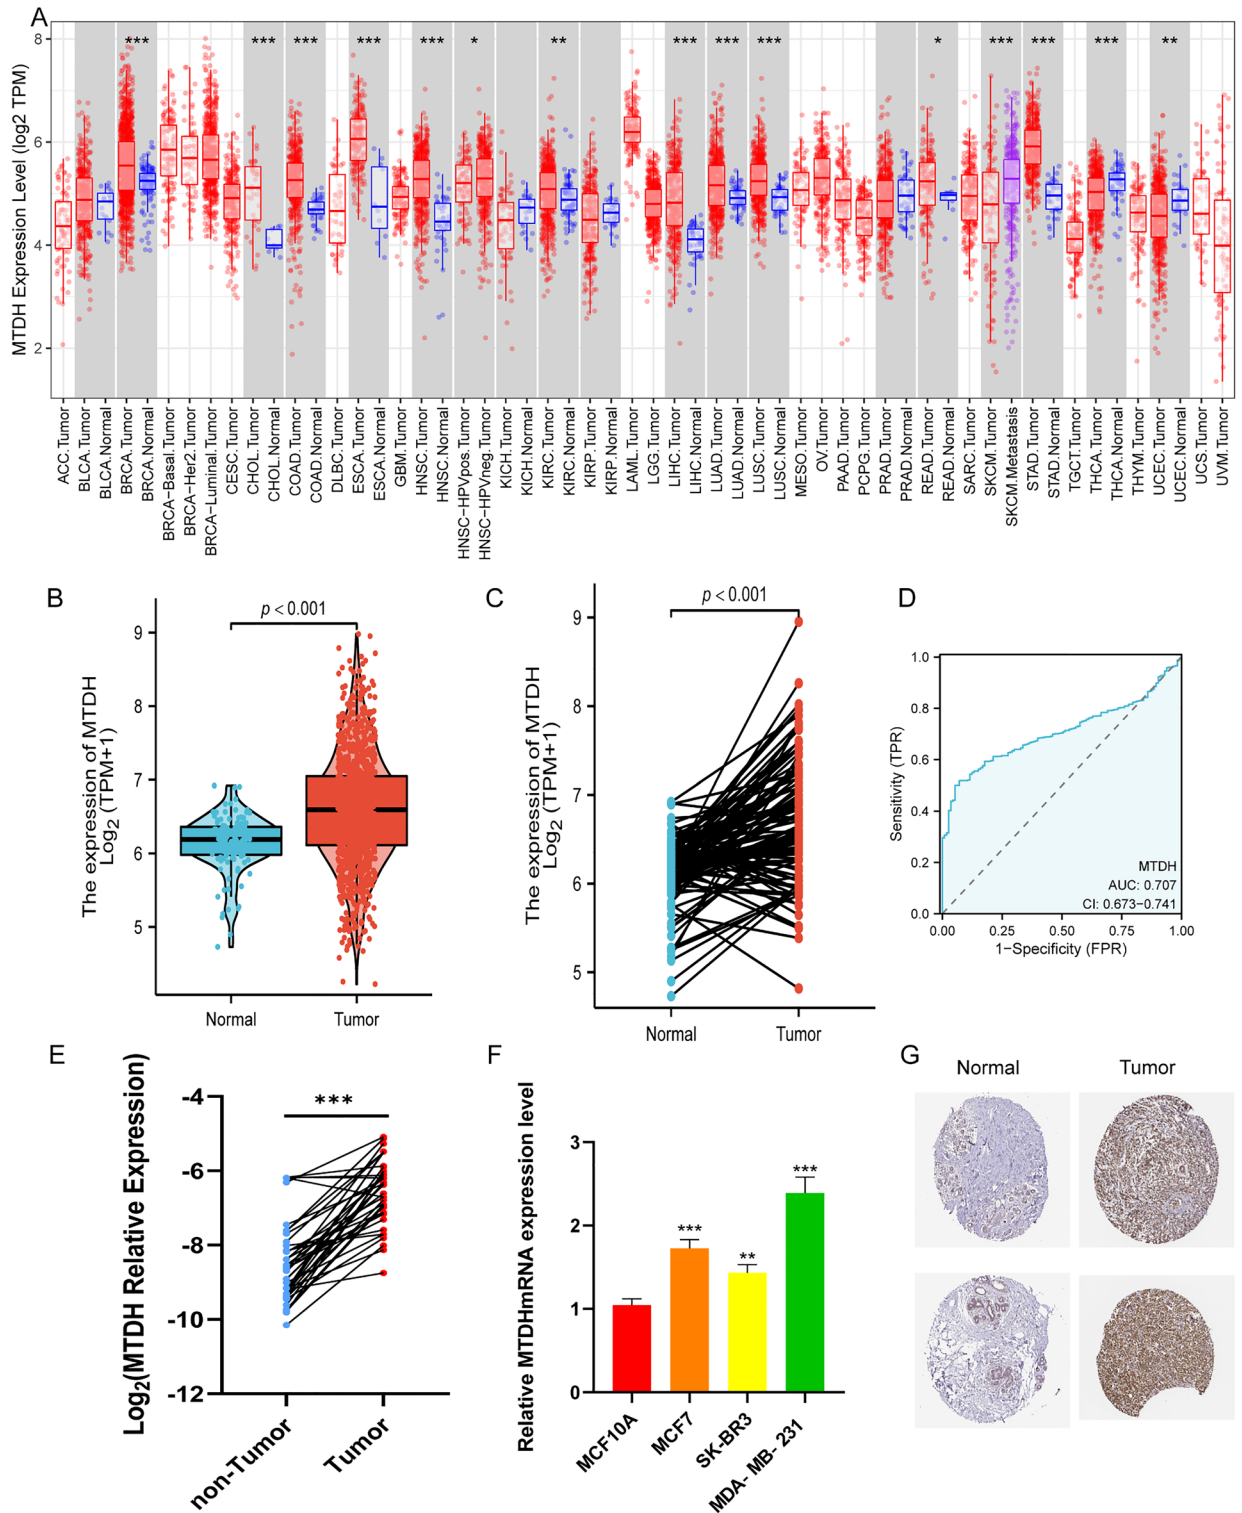 A
MTDH Expression Level (log2 TPM)
8
6
4
2
*** *** *** *** *** * ** *** *** *** * *** *** *** **
ACC.Tumor
BLCA.Tumor
BLCA.Normal
BRCA.Tumor
BRCA.Normal
BRCA−Basal.Tumor
BRCA−Her2.Tumor
BRCA−Luminal.Tumor
CESC.Tumor
CHOL.Tumor
CHOL.Normal
COAD.Tumor
COAD.Normal
DLBC.Tumor
ESCA.Tumor
ESCA.Normal
GBM.Tumor
HNSC.Tumor
HNSC.Normal
HNSC−HPVpos.Tumor
HNSC−HPVneg.Tumor
KICH.Tumor
KICH.Normal
KIRC.Tumor
KIRC.Normal
KIRP.Tumor
KIRP.Normal
LAML.Tumor
LGG.Tumor
LIHC.Tumor
LIHC.Normal
LUAD.Tumor
LUAD.Normal
LUSC.Tumor
LUSC.Normal
MESO.Tumor
OV.Tumor
PAAD.Tumor
PCPG.Tumor
PRAD.Tumor
PRAD.Normal
READ.Tumor
READ.Normal
SARC.Tumor
SKCM.Tumor
SKCM.Metastasis
STAD.Tumor
STAD.Normal
TGCT.Tumor
THCA.Tumor
THCA.Normal
THYM.Tumor
UCEC.Tumor
UCEC.Normal
UCS.Tumor
UVM.Tumor
B
The expression of MTDH
Log2 (TPM+1)
p < 0.001
9
8
7
6
5
Normal Tumor
C
The expression of MTDH
Log2 (TPM+1)
p < 0.001
9
8
7
6
5
Normal Tumor
D
Sensitivity (TPR)
1.0
0.8
0.6
0.4
0.2
0.0
MTDH
AUC: 0.707
CI: 0.673−0.741
0.00 0.25 0.50 0.75 1.00
1−Specificity (FPR)
E
Log2(MTDH Relative Expression)
***
-4
-6
-8
-10
-12
non-Tumor
Tumor
F
Relative MTDHmRNA expression level
3
2
1
0
***
**
***
MCF10A
MCF7
SK-BR3
MDA- MB- 231
G
Normal Tumor